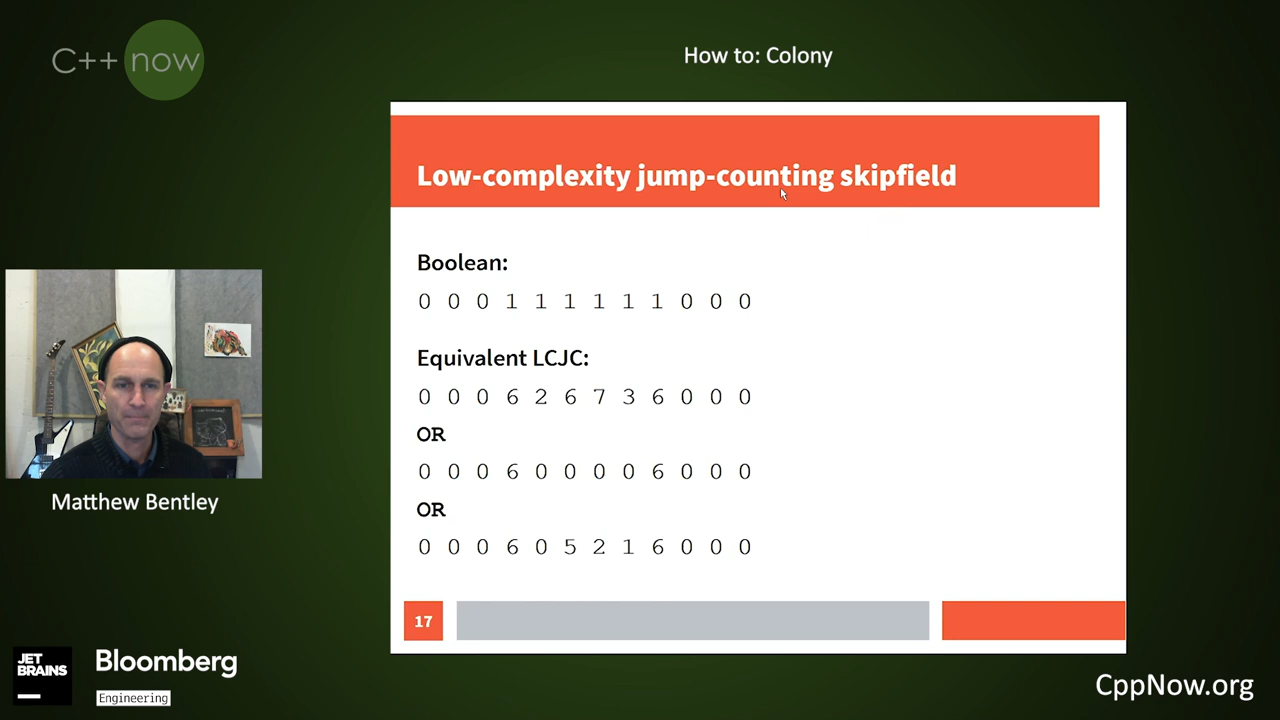 C++ now
How to: Colony
Low-complexity jump-counting skipfield
Boolean:
0 0 0 1 1 1 1 1 1 0 0 0
Equivalent LCJC:
0 0 0 6 2 6 7 3 6 0 0 0
OR
0 0 0 6 0 0 0 0 6 0 0 0
OR
0 0 0 6 0 5 2 1 6 0 0 0
17
Matthew Bentley
JET
BRAINS
Bloomberg
Engineering
CppNow.org